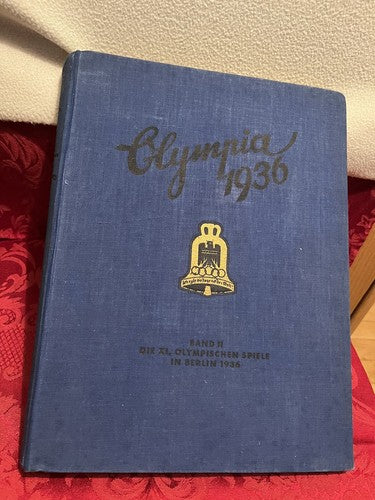 Olympia
1936
BAND II
DIE XI. OLYMPISCHEN SPIELE
IN BERLIN 1936